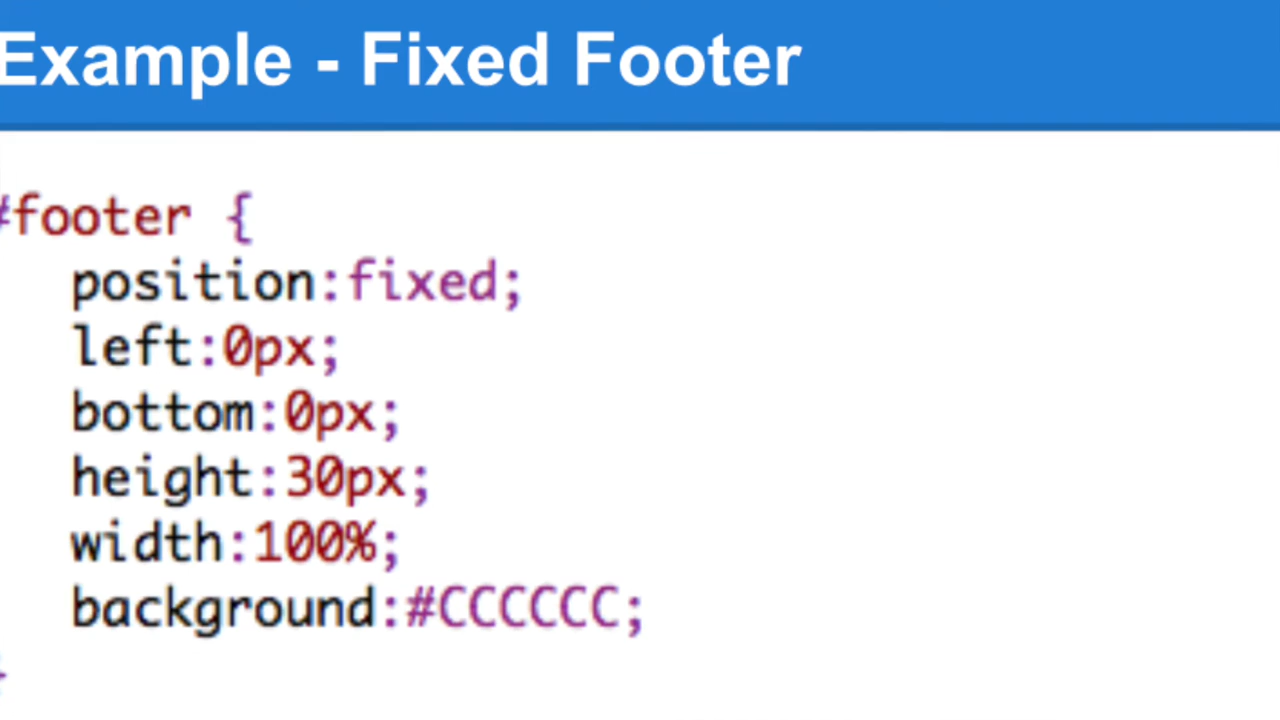 Example - Fixed Footer
#footer {
position:fixed;
left:0px;
bottom:0px;
height:30px;
width:100%;
background:#CCCCCC;
}